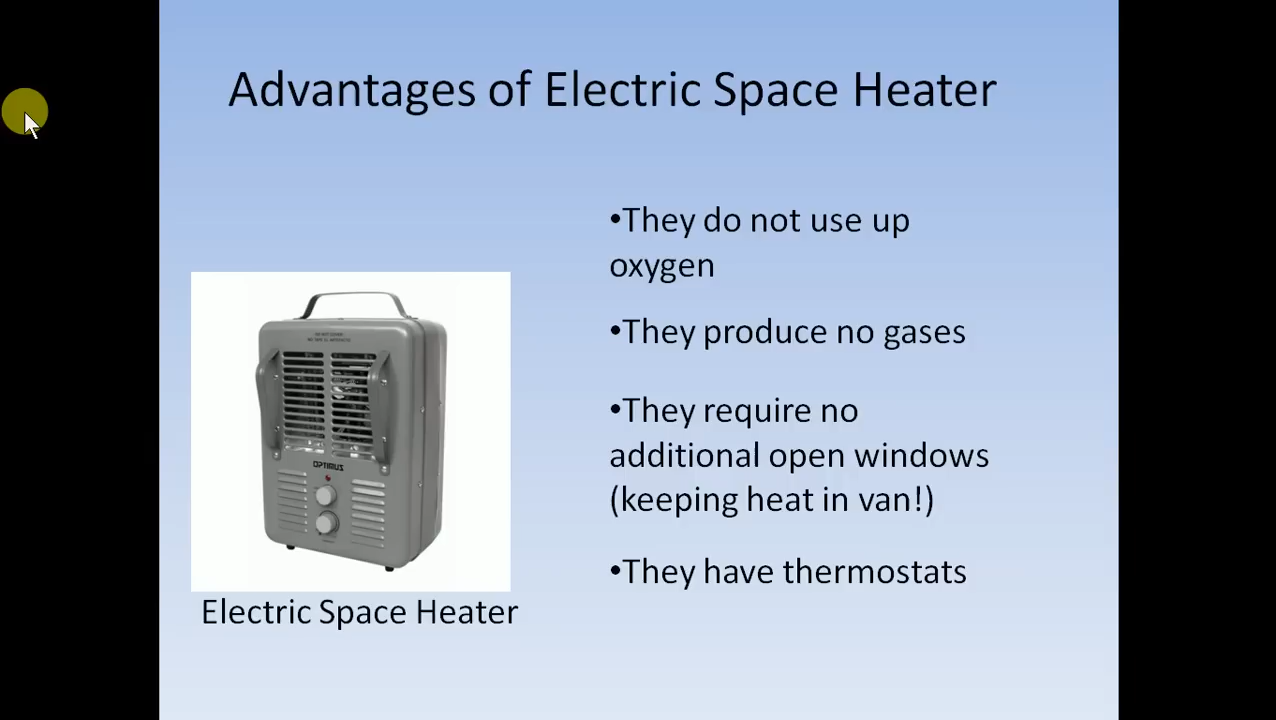 Advantages of Electric Space Heater
•They do not use up
oxygen
•They produce no gases
•They require no
additional open windows
(keeping heat in van!)
•They have thermostats
OPTIMUS
Electric Space Heater